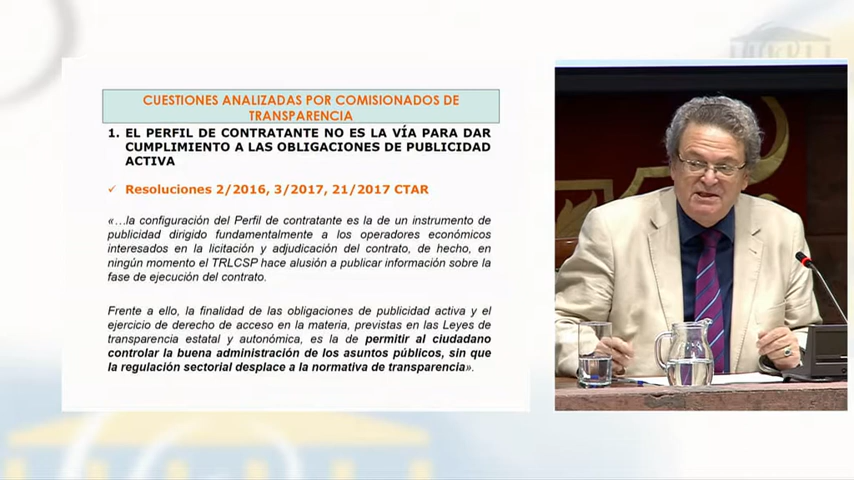 CUESTIONES ANALIZADAS POR COMISIONADOS DE
TRANSPARENCIA
1. EL PERFIL DE CONTRATANTE NO ES LA VÍA PARA DAR
CUMPLIMIENTO A LAS OBLIGACIONES DE PUBLICIDAD
ACTIVA
✓ Resoluciones 2/2016, 3/2017, 21/2017 CTAR
«…la configuración del Perfil de contratante es la de un instrumento de
publicidad dirigido fundamentalmente a los operadores económicos
interesados en la licitación y adjudicación del contrato, de hecho, en
ningún momento el TRLCSP hace alusión a publicar información sobre la
fase de ejecución del contrato.
Frente a ello, la finalidad de las obligaciones de publicidad activa y el
ejercicio de derecho de acceso en la materia, previstas en las Leyes de
transparencia estatal y autonómica, es la de permitir al ciudadano
controlar la buena administración de los asuntos públicos, sin que
la regulación sectorial desplace a la normativa de transparencia».